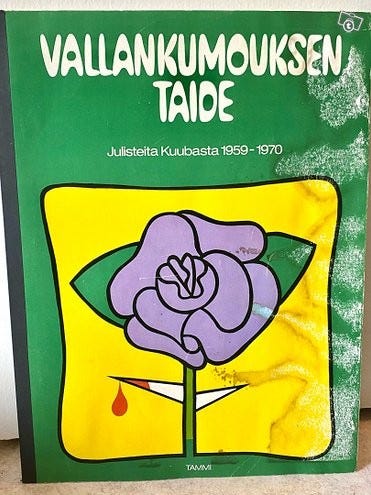 VALLANKUMOUKSEN
TAIDE
Julisteita Kuubasta 1959-1970
TAMMI